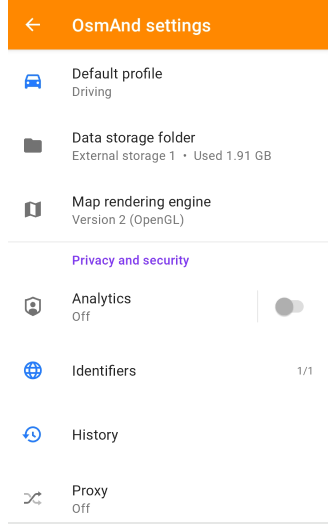 OsmAnd settings
Default profile
Driving
Data storage folder
External storage 1 • Used 1.91 GB
Map rendering engine
Version 2 (OpenGL)
Privacy and security
Analytics
Off
Identifiers
1/1
History
Proxy
Off